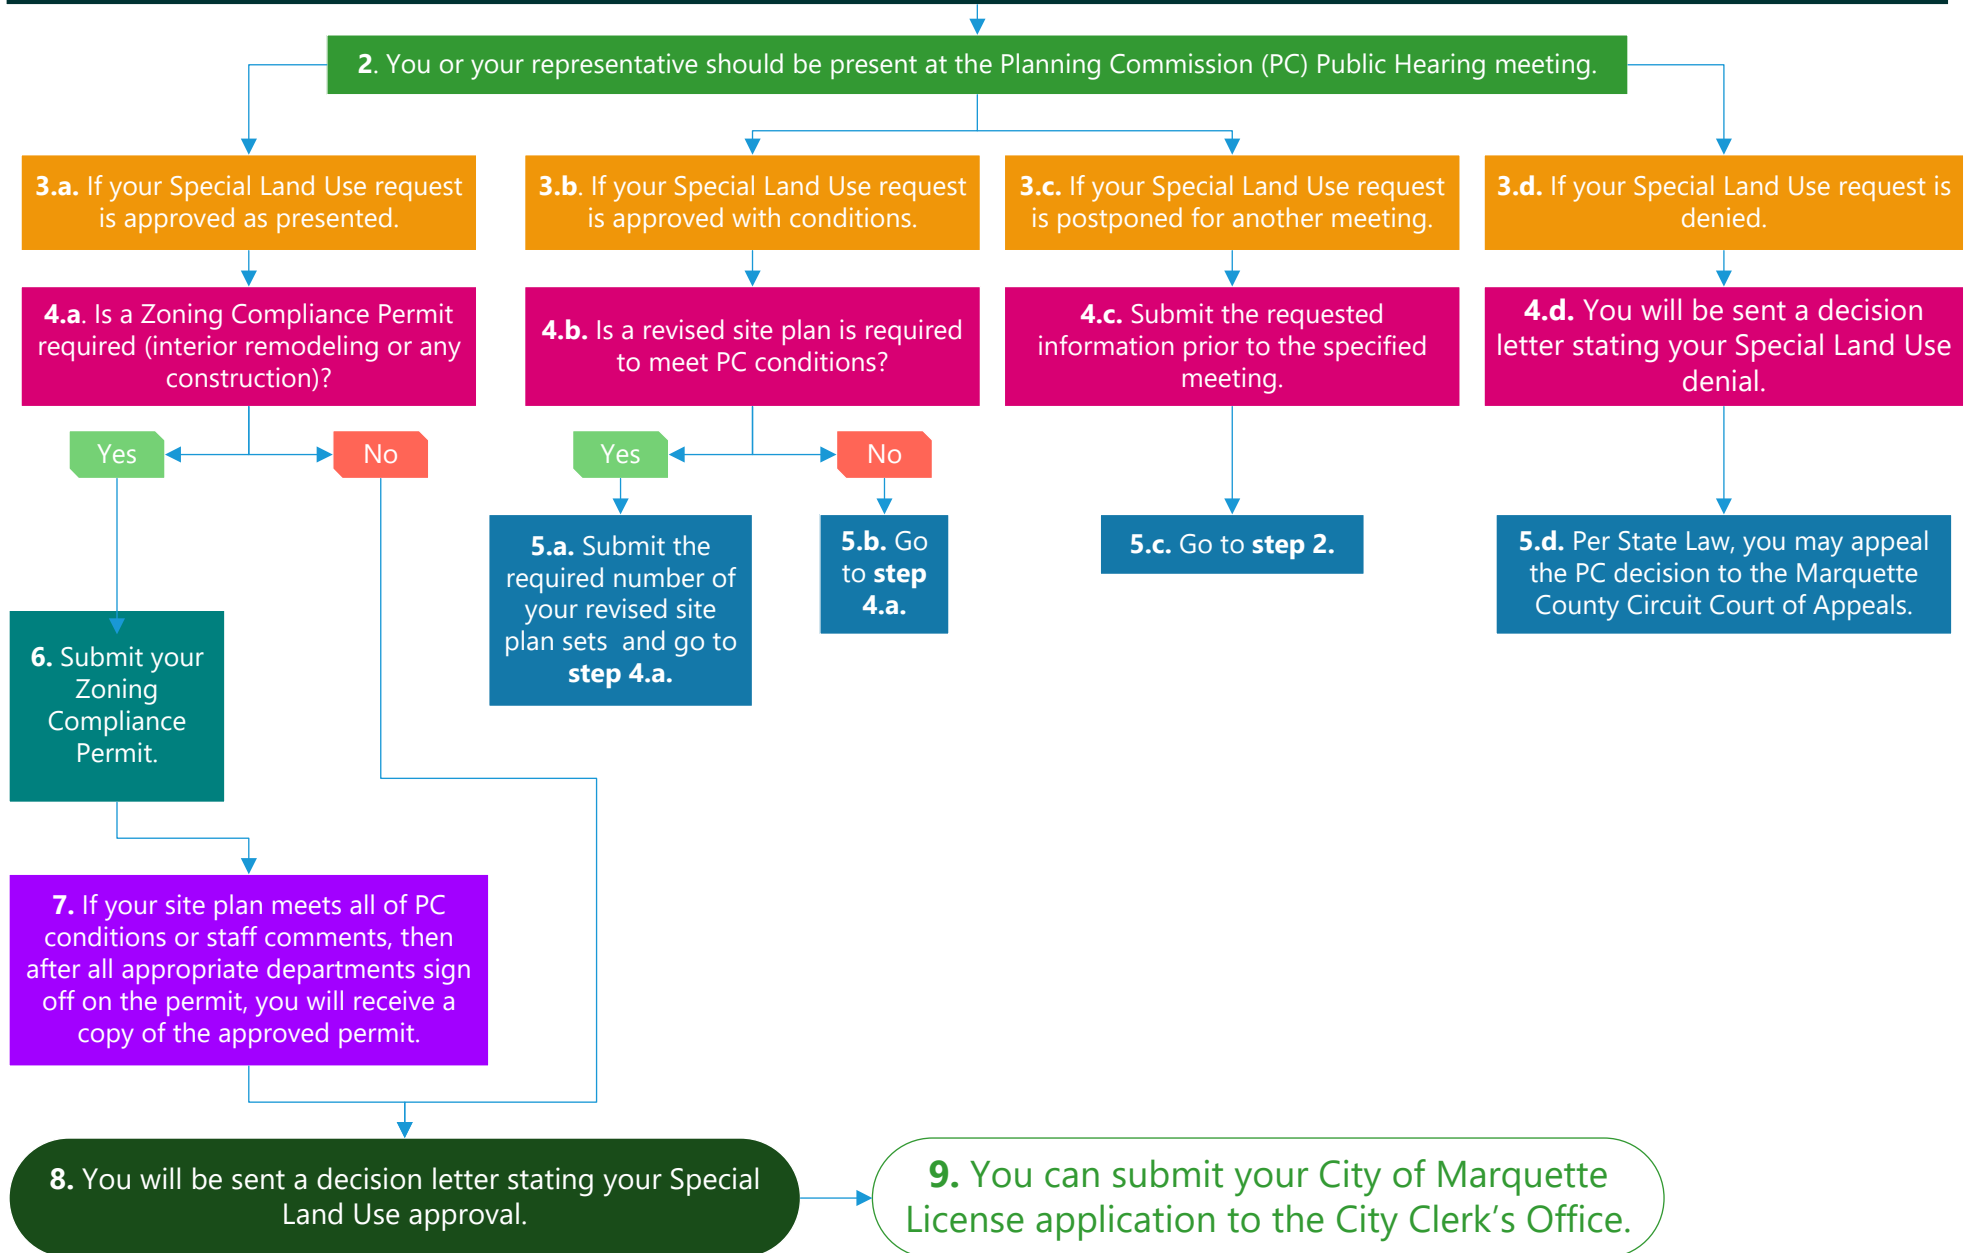 2. You or your representative should be present at the Planning Commission (PC) Public Hearing meeting.
3.a. If your Special Land Use request
is approved as presented.
3.b. If your Special Land Use request
is approved with conditions.
3.c. If your Special Land Use request
is postponed for another meeting.
3.d. If your Special Land Use request is
denied.
4.a. Is a Zoning Compliance Permit
required (interior remodeling or any
construction)?
4.b. Is a revised site plan is required
to meet PC conditions?
4.c. Submit the requested
information prior to the specified
meeting.
4.d. You will be sent a decision
letter stating your Special Land Use
denial.
Yes
No
Yes
No
5.a. Submit the
required number of
your revised site
plan sets and go to
step 4.a.
5.b. Go
to step
4.a.
5.c. Go to step 2.
5.d. Per State Law, you may appeal
the PC decision to the Marquette
County Circuit Court of Appeals.
6. Submit your
Zoning
Compliance
Permit.
7. If your site plan meets all of PC
conditions or staff comments, then
after all appropriate departments sign
off on the permit, you will receive a
copy of the approved permit.
8. You will be sent a decision letter stating your Special
Land Use approval.
9. You can submit your City of Marquette
License application to the City Clerk's Office.